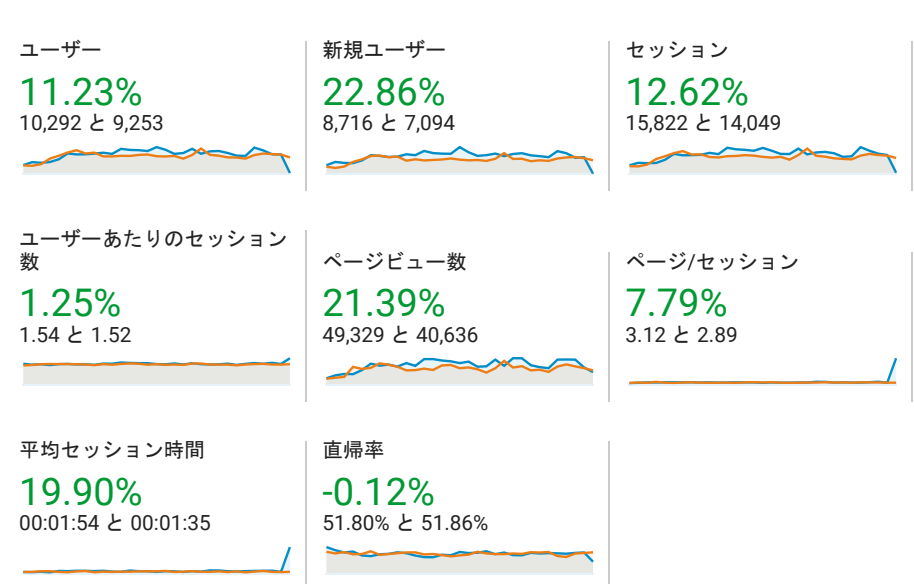 ユーザー
11.23%
10,292 と 9,253
新規ユーザー
22.86%
8,716 と 7,094
セッション
12.62%
15,822 と 14,049
ユーザーあたりのセッション
数
1.25%
1.54 と 1.52
ページビュー数
21.39%
49,329 と 40,636
ページ/セッション
7.79%
3.12 と 2.89
平均セッション時間
19.90%
00:01:54 と 00:01:35
直帰率
-0.12%
51.80% と 51.86%